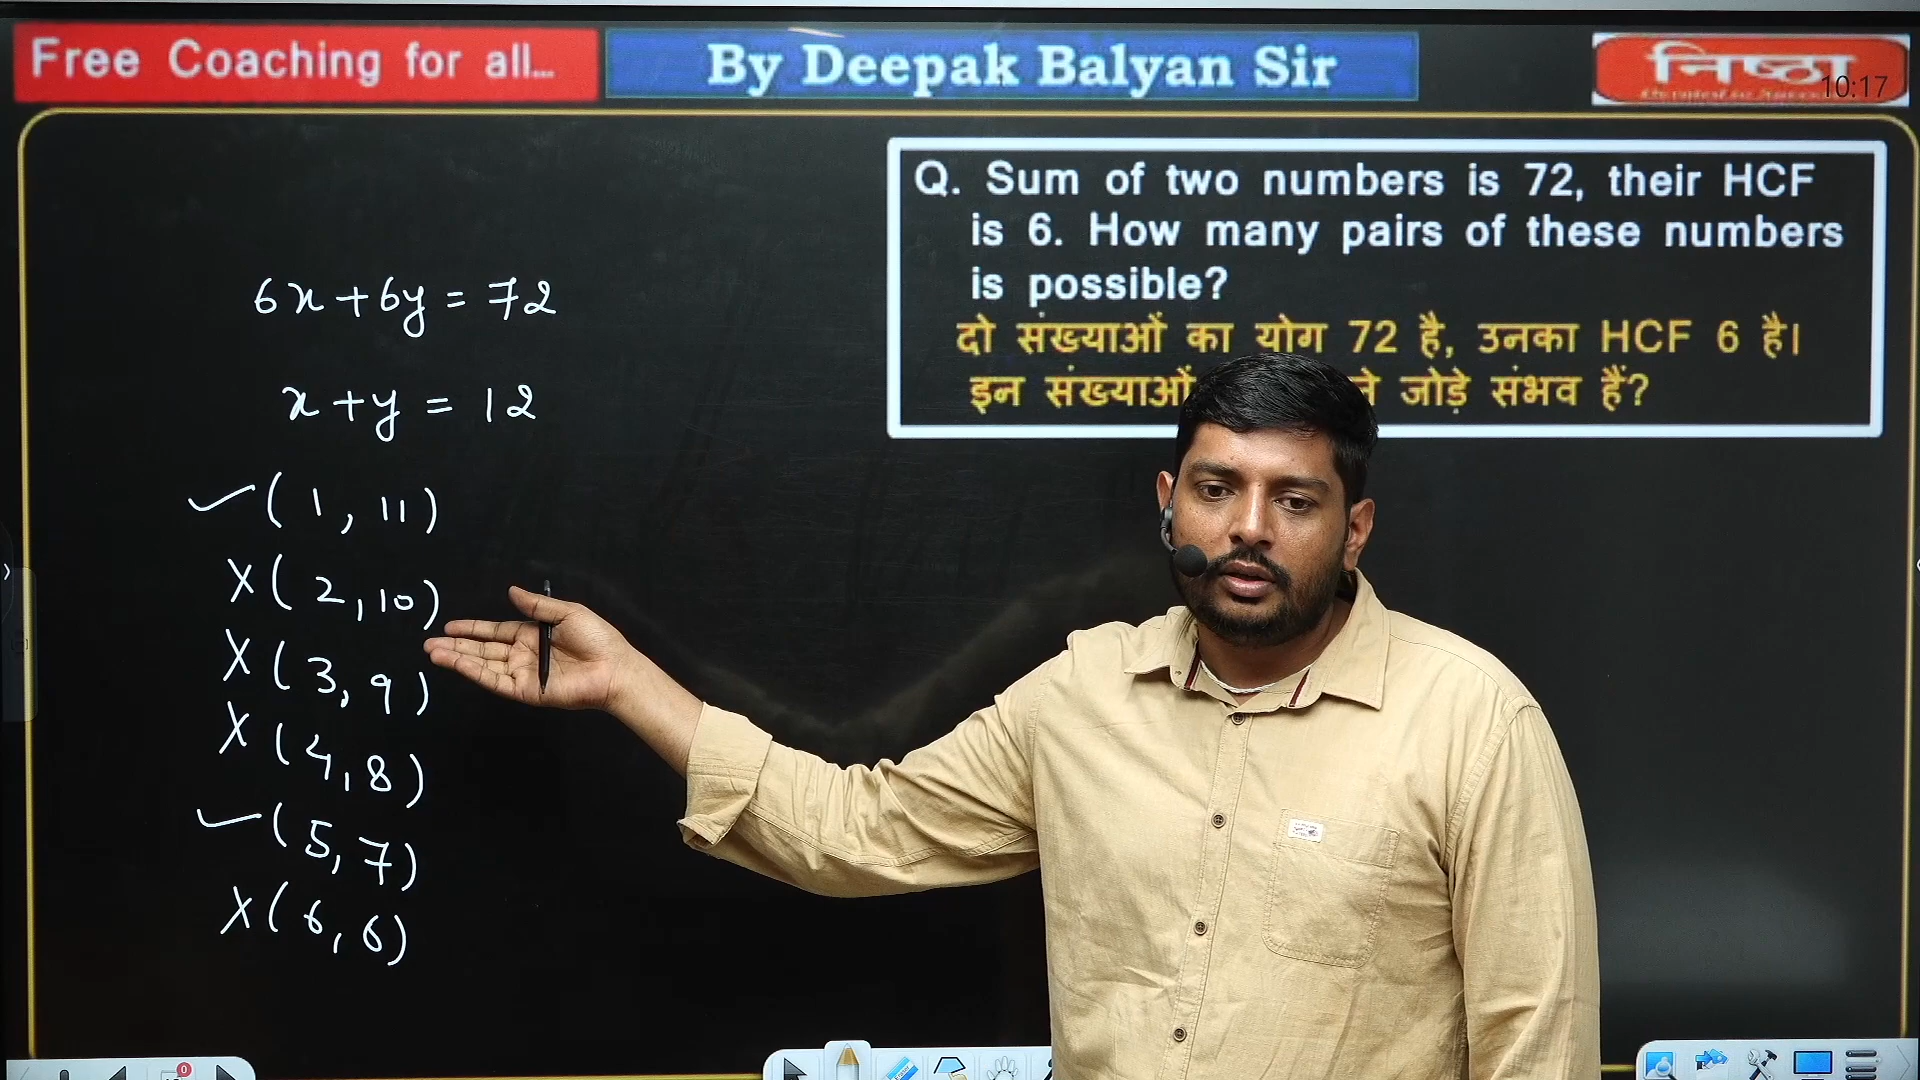 Free Coaching for all...
By Deepak Balyan Sir
निष्ठा
10:17
Q. Sum of two numbers is 72, their HCF
is 6. How many pairs of these numbers
is possible?
दो संख्याओं का योग 72 है, उनका HCF 6 है।
इन संख्याओं जोड़े संभव हैं?
6x+6y=72
x+y=12
✓(1,11)
X(2,10)
X(3,9)
X(4,8)
✓(5,7)
X(6,6)
0